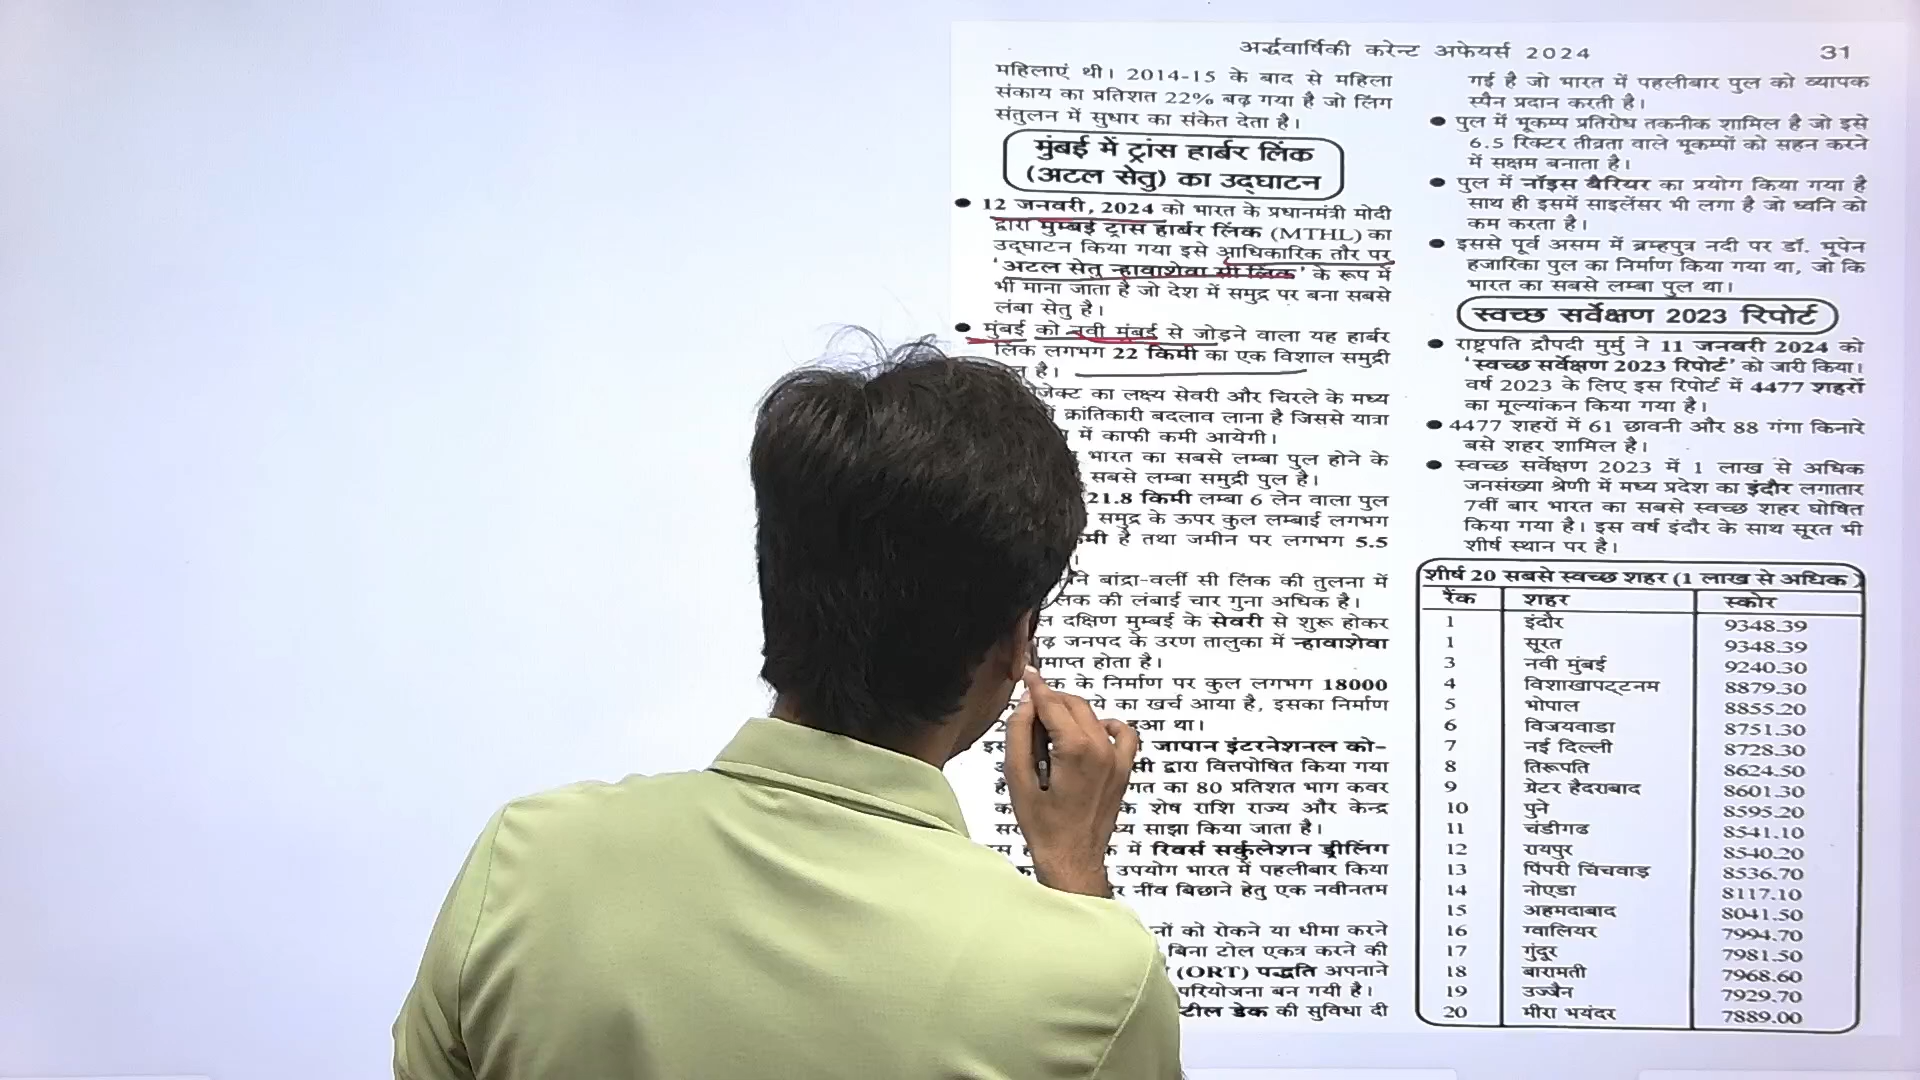 अर्द्धवार्षिकी करेन्ट अफेयर्स 2024
31
महिलाएं थी। 2014-15 के बाद से महिला
संकाय का प्रतिशत 22% बढ़ गया है जो लिंग
संतुलन में सुधार का संकेत देता है।
मुंबई में ट्रांस हार्बर लिंक
(अटल सेतु) का उद्घाटन
● 12 जनवरी, 2024 को भारत के प्रधानमंत्री मोदी
द्वारा मुम्बई ट्रांस हार्बर लिंक (MTHL) का
उद्घाटन किया गया इसे आधिकारिक तौर पर
'अटल सेतु न्हावाशेवा सी लिंक' के रूप में
भी माना जाता है जो देश में समुद्र पर बना सबसे
लंबा सेतु है।
● मुंबई को नवी मुंबई से जोड़ने वाला यह हार्बर
लिंक लगभग 22 किमी का एक विशाल समुद्री
है।
का लक्ष्य सेवरी और चिरले के मध्य
क्रांतिकारी बदलाव लाना है जिससे यात्रा
में काफी कमी आयेगी।
भारत का सबसे लम्बा पुल होने के
सबसे लम्बा समुद्री पुल है।
21.8 किमी लम्बा 6 लेन वाला पुल
समुद्र के ऊपर कुल लम्बाई लगभग
है तथा जमीन पर लगभग 5.5
बांद्रा-वर्ली सी लिंक की तुलना में
की लंबाई चार गुना अधिक है।
दक्षिण मुम्बई के सेवरी से शुरू होकर
जनपद के उरण तालुका में न्हावाशेवा
होता है।
के निर्माण पर कुल लगभग 18000
का खर्च आया है, इसका निर्माण
हुआ था।
जापान इंटरनेशनल को-
द्वारा वित्तपोषित किया गया
का 80 प्रतिशत भाग कवर
शेष राशि राज्य और केन्द्र
साझा किया जाता है।
में रिवर्स सर्कुलेशन ड्रीलिंग
उपयोग भारत में पहलीबार किया
नींव बिछाने हेतु एक नवीनतम
को रोकने या धीमा करने
बिना टोल एकत्र करने की
(ORT) पद्धति अपनाने
परियोजना बन गयी है।
डेक की सुविधा दी
गई है जो भारत में पहलीबार पुल को व्यापक
स्पैन प्रदान करती है।
● पुल में भूकम्प प्रतिरोध तकनीक शामिल है जो इसे
6.5 रिक्टर तीव्रता वाले भूकम्पों को सहन करने
में सक्षम बनाता है।
● पुल में नॉइस बैरियर का प्रयोग किया गया है
साथ ही इसमें साइलेंसर भी लगा है जो ध्वनि को
कम करता है।
● इससे पूर्व असम में ब्रम्हपुत्र नदी पर डॉ. भूपेन
हजारिका पुल का निर्माण किया गया था, जो कि
भारत का सबसे लम्बा पुल था।
स्वच्छ सर्वेक्षण 2023 रिपोर्ट
● राष्ट्रपति द्रौपदी मुर्मु ने 11 जनवरी 2024 को
'स्वच्छ सर्वेक्षण 2023 रिपोर्ट' को जारी किया।
वर्ष 2023 के लिए इस रिपोर्ट में 4477 शहरों
का मूल्यांकन किया गया है।
● 4477 शहरों में 61 छावनी और 88 गंगा किनारे
बसे शहर शामिल है।
● स्वच्छ सर्वेक्षण 2023 में 1 लाख से अधिक
जनसंख्या श्रेणी में मध्य प्रदेश का इंदौर लगातार
7वीं बार भारत का सबसे स्वच्छ शहर घोषित
किया गया है। इस वर्ष इंदौर के साथ सूरत भी
शीर्ष स्थान पर है।
शीर्ष 20 सबसे स्वच्छ शहर (1 लाख से अधिक )
रैंक शहर स्कोर
1 इंदौर 9348.39
1 सूरत 9348.39
3 नवी मुंबई 9240.30
4 विशाखापट्टनम 8879.30
5 भोपाल 8855.20
6 विजयवाडा 8751.30
7 नई दिल्ली 8728.30
8 तिरूपति 8624.50
9 ग्रेटर हैदराबाद 8601.30
10 पुने 8595.20
11 चंडीगढ 8541.10
12 रायपुर 8540.20
13 पिंपरी चिंचवाड़ 8536.70
14 नोएडा 8117.10
15 अहमदाबाद 8041.50
16 ग्वालियर 7994.70
17 गुंटूर 7981.50
18 बारामती 7968.60
19 उज्जैन 7929.70
20 मीरा भयंदर 7889.00